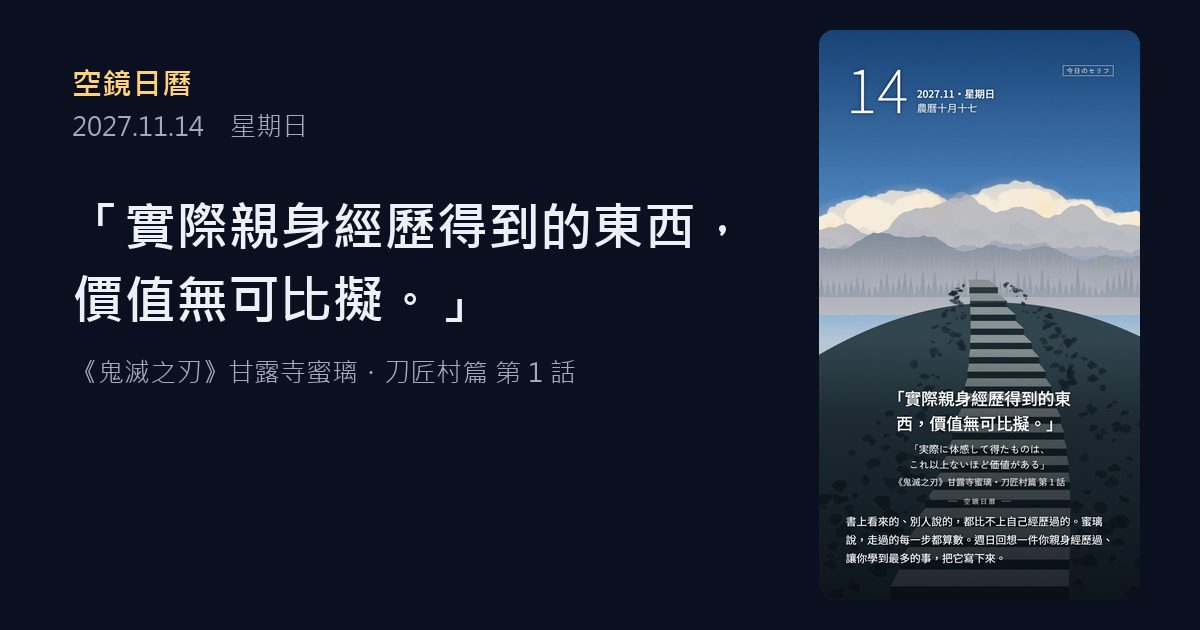 空鏡日曆
2027.11.14　星期日
「實際親身經歷得到的東西，
價值無可比擬。」
《鬼滅之刃》甘露寺蜜璃・刀匠村篇 第 1 話
14
2027.11・星期日
農曆十月十七
今日のセリフ
「實際親身經歷得到的東
西，價值無可比擬。」
「実際に体感して得たものは、
これ以上ないほど価値がある」
《鬼滅之刃》甘露寺蜜璃・刀匠村篇 第 1 話
空鏡日曆
書上看來的、別人說的，都比不上自己經歷過的。蜜璃
說，走過的每一步都算數。週日回想一件你親身經歷過、
讓你學到最多的事，把它寫下來。